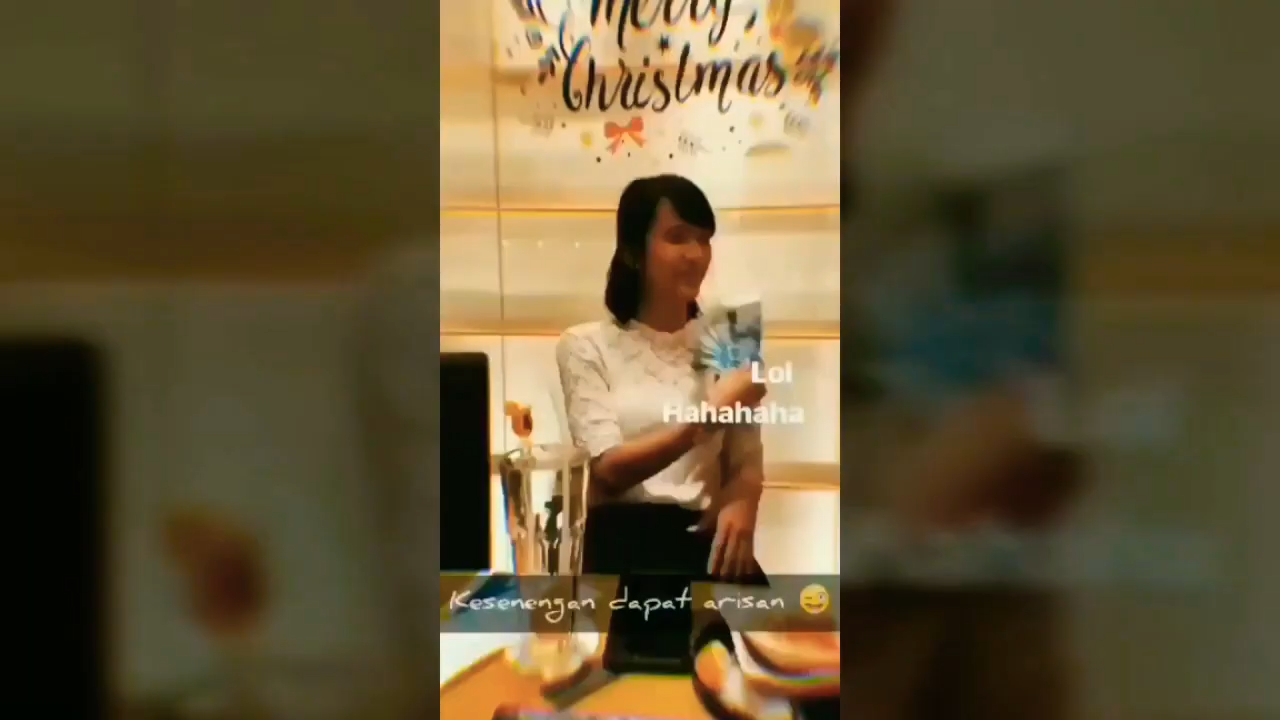 Merry
Christmas
Lol
Hahahaha
Kesenengan dapat arisan 😜